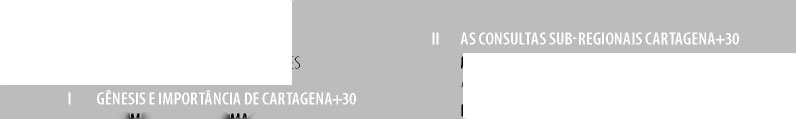 I GÊNESIS E IMPORTÂNCIA DE CARTAGENA+30
II AS CONSULTAS SUB-REGIONAIS CARTAGENA+30